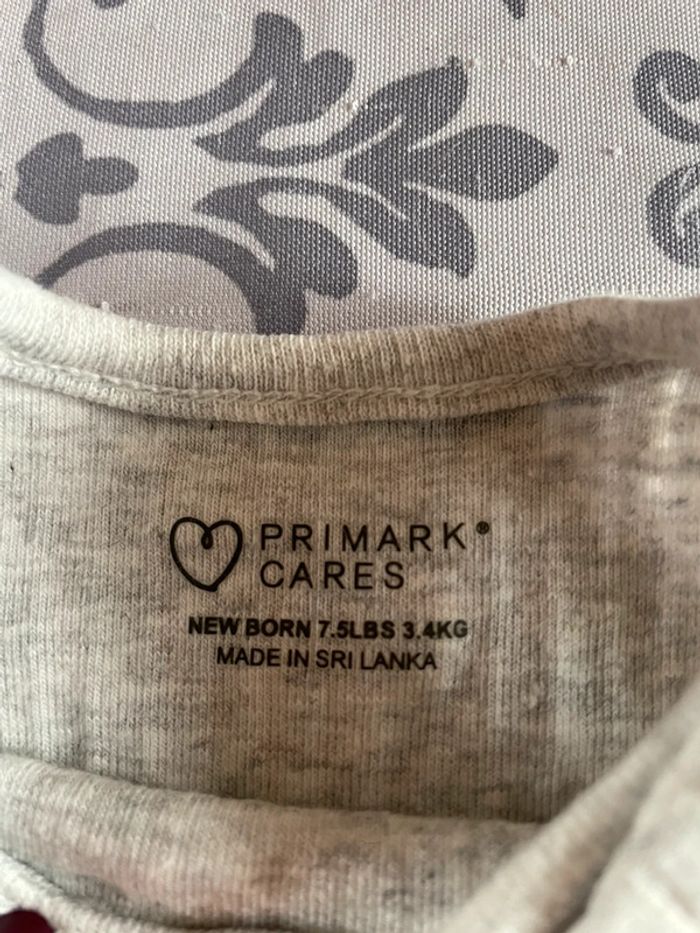 PRIMARK®
CARES
NEW BORN 7.5LBS 3.4KG
MADE IN SRI LANKA